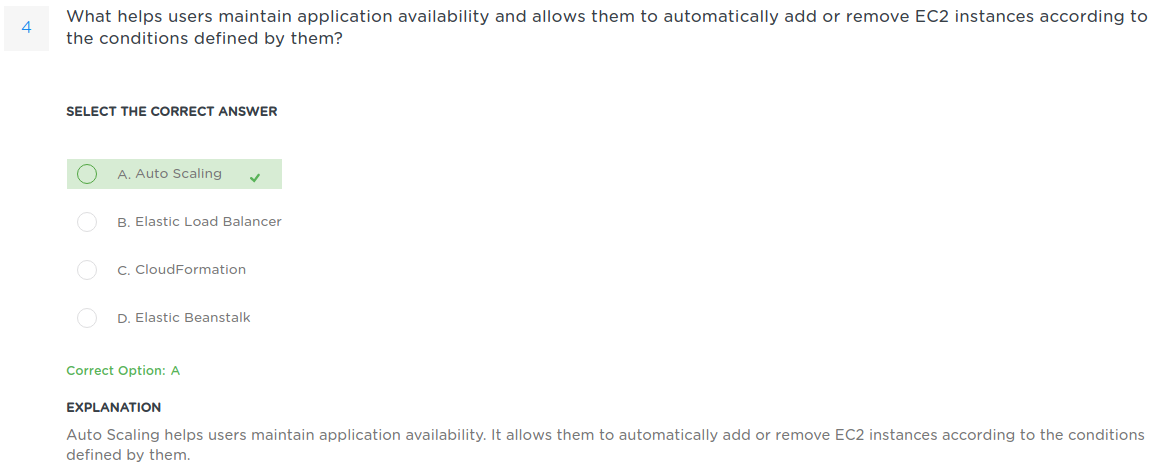 4
What helps users maintain application availability and allows them to automatically add or remove EC2 instances according to
the conditions defined by them?
SELECT THE CORRECT ANSWER
A. Auto Scaling
B. Elastic Load Balancer
C. CloudFormation
D. Elastic Beanstalk
Correct Option: A
EXPLANATION
Auto Scaling helps users maintain application availability. It allows them to automatically add or remove EC2 instances according to the conditions
defined by them.